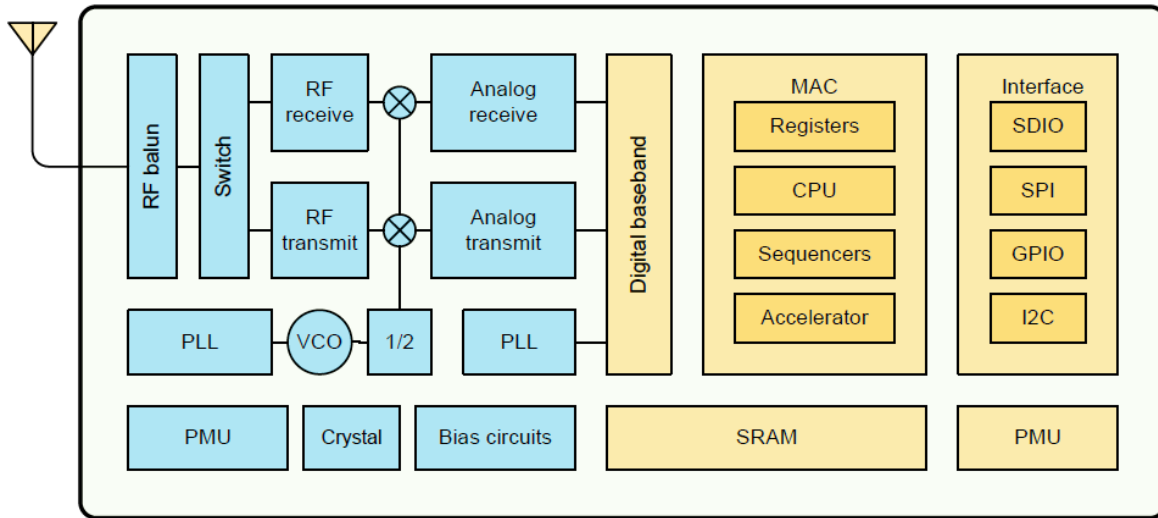 RF balun
Switch
RF
receive
Analog
receive
RF
transmit
Analog
transmit
PLL
VCO
1/2
PLL
Digital baseband
MAC
Registers
CPU
Sequencers
Accelerator
Interface
SDIO
SPI
GPIO
I2C
PMU
Crystal
Bias circuits
SRAM
PMU